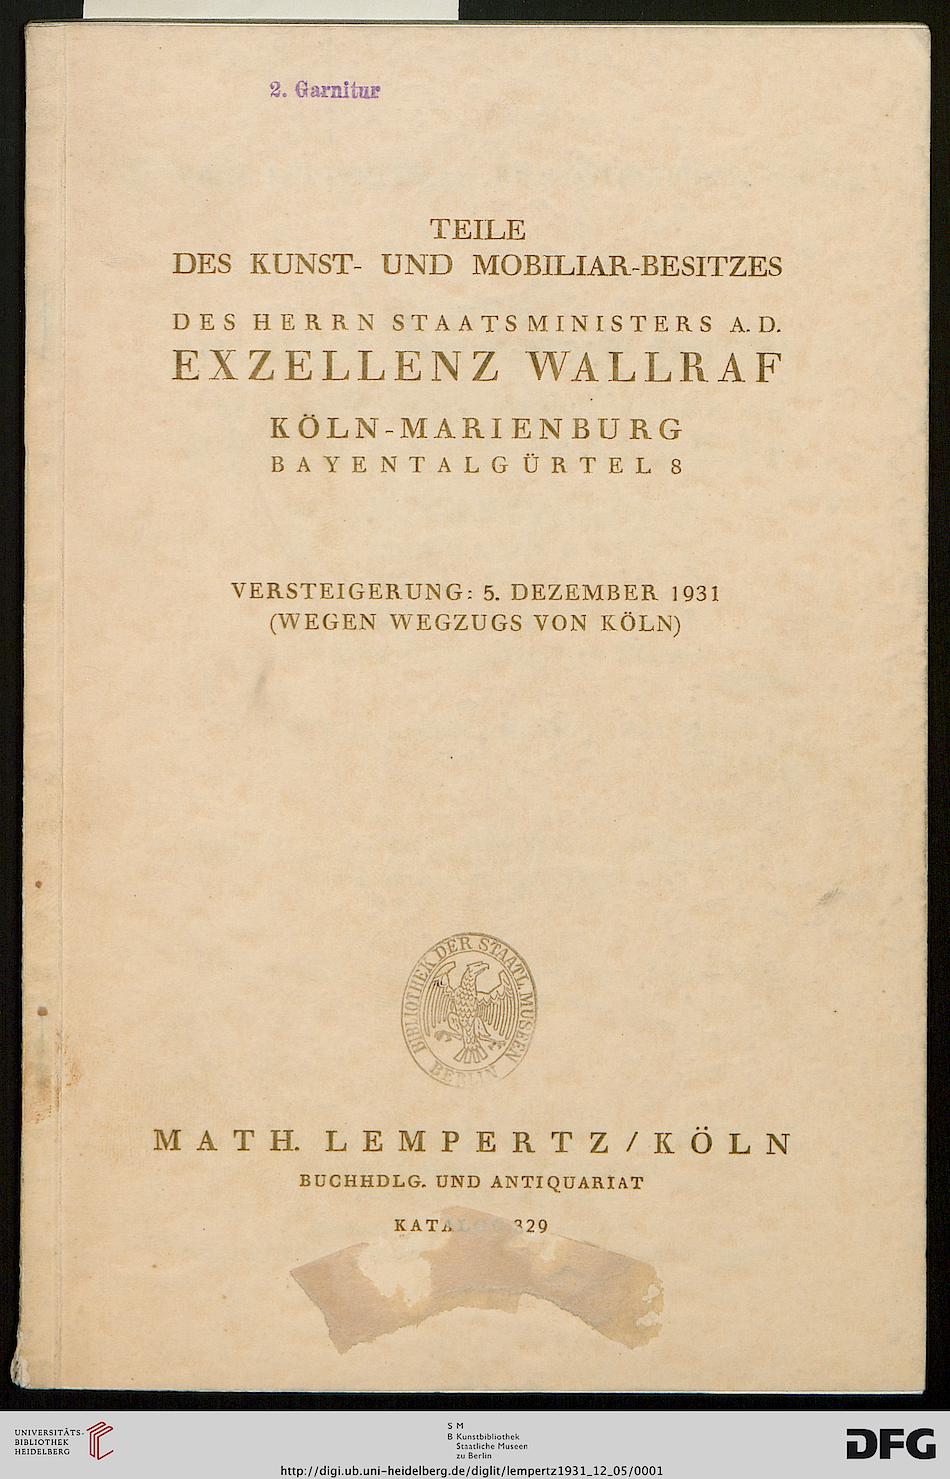 2. Garnitur
TEILE
DES KUNST- UND MOBILIAR-BESITZES
DES HERRN STAATSMINISTERS A. D.
EXZELLENZ WALLRAF
KÖLN-MARIENBURG
BAYENTALGÜRTEL 8
VERSTEIGERUNG: 5. DEZEMBER 1931
(WEGEN WEGZUGS VON KÖLN)
BIBLIOTHEK DER STAATL. MUSEEN
BERLIN
MATH. LEMPERTZ / KÖLN
BUCHHDLG. UND ANTIQUARIAT
KATALOG 329
UNIVERSITÄTS-
BIBLIOTHEK
HEIDELBERG
S M
B Kunstbibliothek
Staatliche Museen
zu Berlin
DFG
http://digi.ub.uni-heidelberg.de/diglit/lempertz1931_12_05/0001